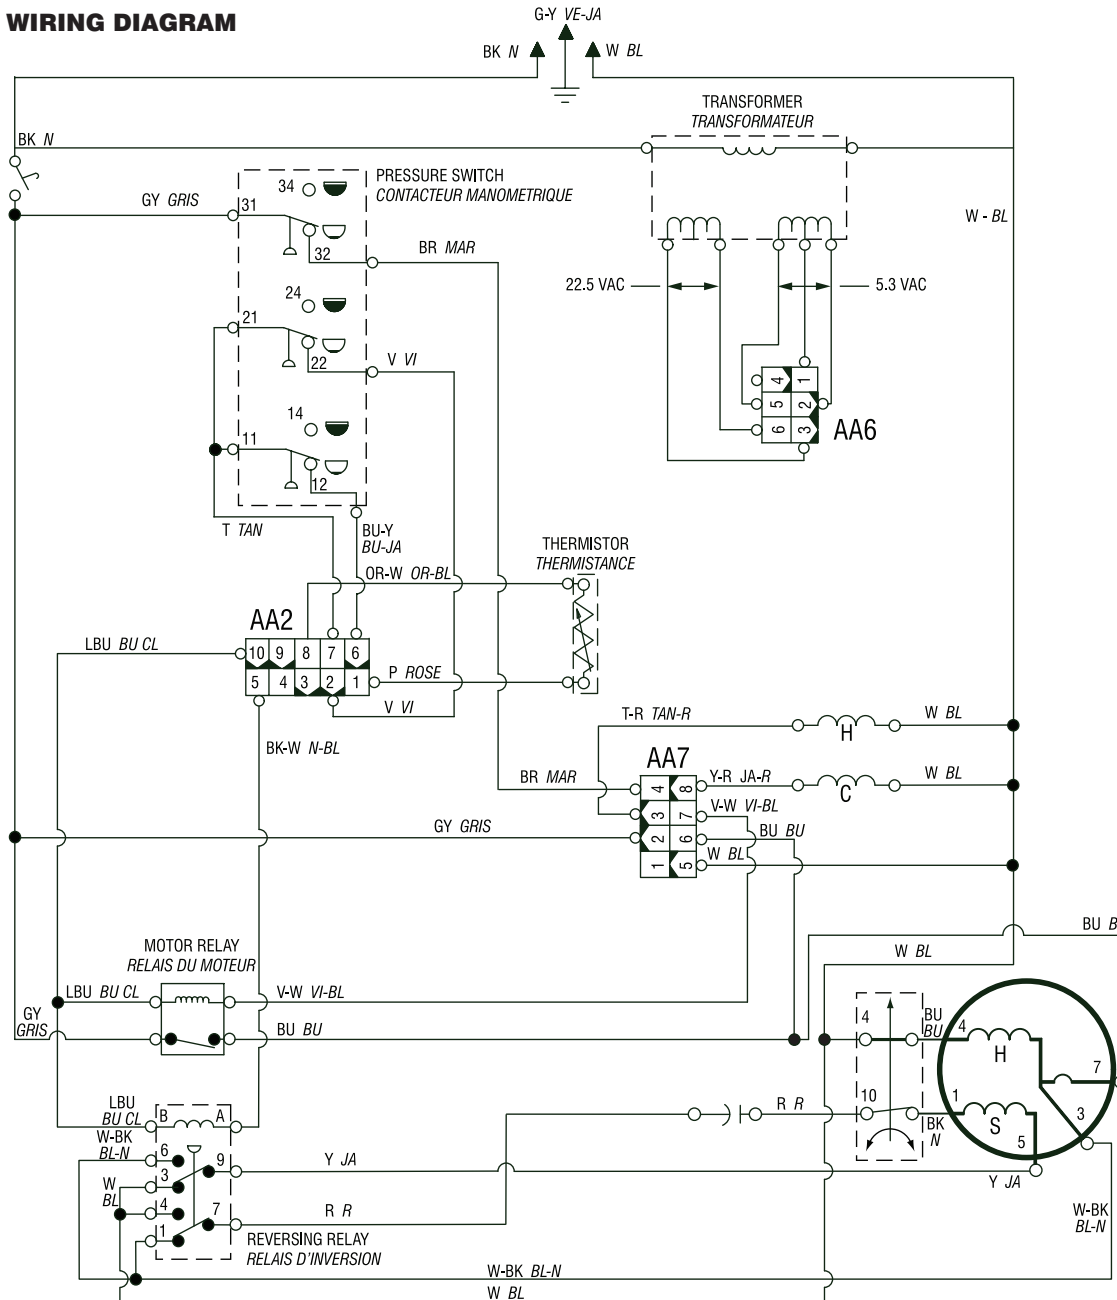 WIRING DIAGRAM
G-Y VE-JA
BK N
W BL
TRANSFORMER
TRANSFORMATEUR
BK N
PRESSURE SWITCH
CONTACTEUR MANOMETRIQUE
34
GY GRIS
31
W - BL
32
BR MAR
22.5 VAC
5.3 VAC
24
21
22
V VI
4 1
5 2
6 3
AA6
14
11
12
T TAN
BU-Y
BU-JA
THERMISTOR
THERMISTANCE
OR-W OR-BL
AA2
LBU BU CL
10 9 8 7 6
5 4 3 2 1
P ROSE
V VI
T-R TAN-R
H
W BL
BK-W N-BL
AA7
BR MAR
Y-R JA-R
C
W BL
4 8
3 7
2 6
1 5
V-W VI-BL
GY GRIS
BU BU
W BL
BU B
MOTOR RELAY
RELAIS DU MOTEUR
W BL
LBU BU CL
V-W VI-BL
GY
GRIS
BU BU
4
BU
BU
4
H
7
LBU
BU CL
B
A
R R
10
1
BK
N
S
3
5
W-BK
BL-N
6
9
Y JA
Y JA
3
W
BL
4
7
R R
1
W-BK
BL-N
REVERSING RELAY
RELAIS D'INVERSION
W-BK BL-N
W BL